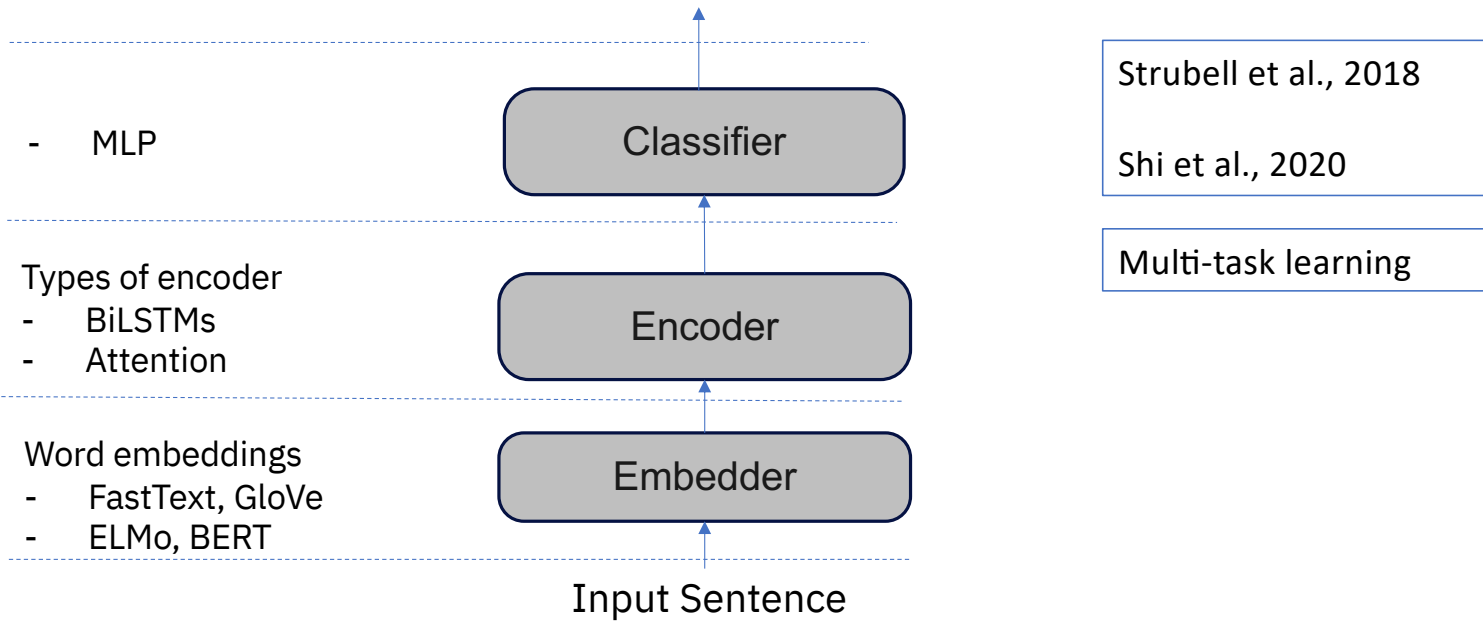 - MLP
Classifier
Strubell et al., 2018
Shi et al., 2020
Multi-task learning
Types of encoder
- BiLSTMs
- Attention
Encoder
Word embeddings
- FastText, GloVe
- ELMo, BERT
Embedder
Input Sentence